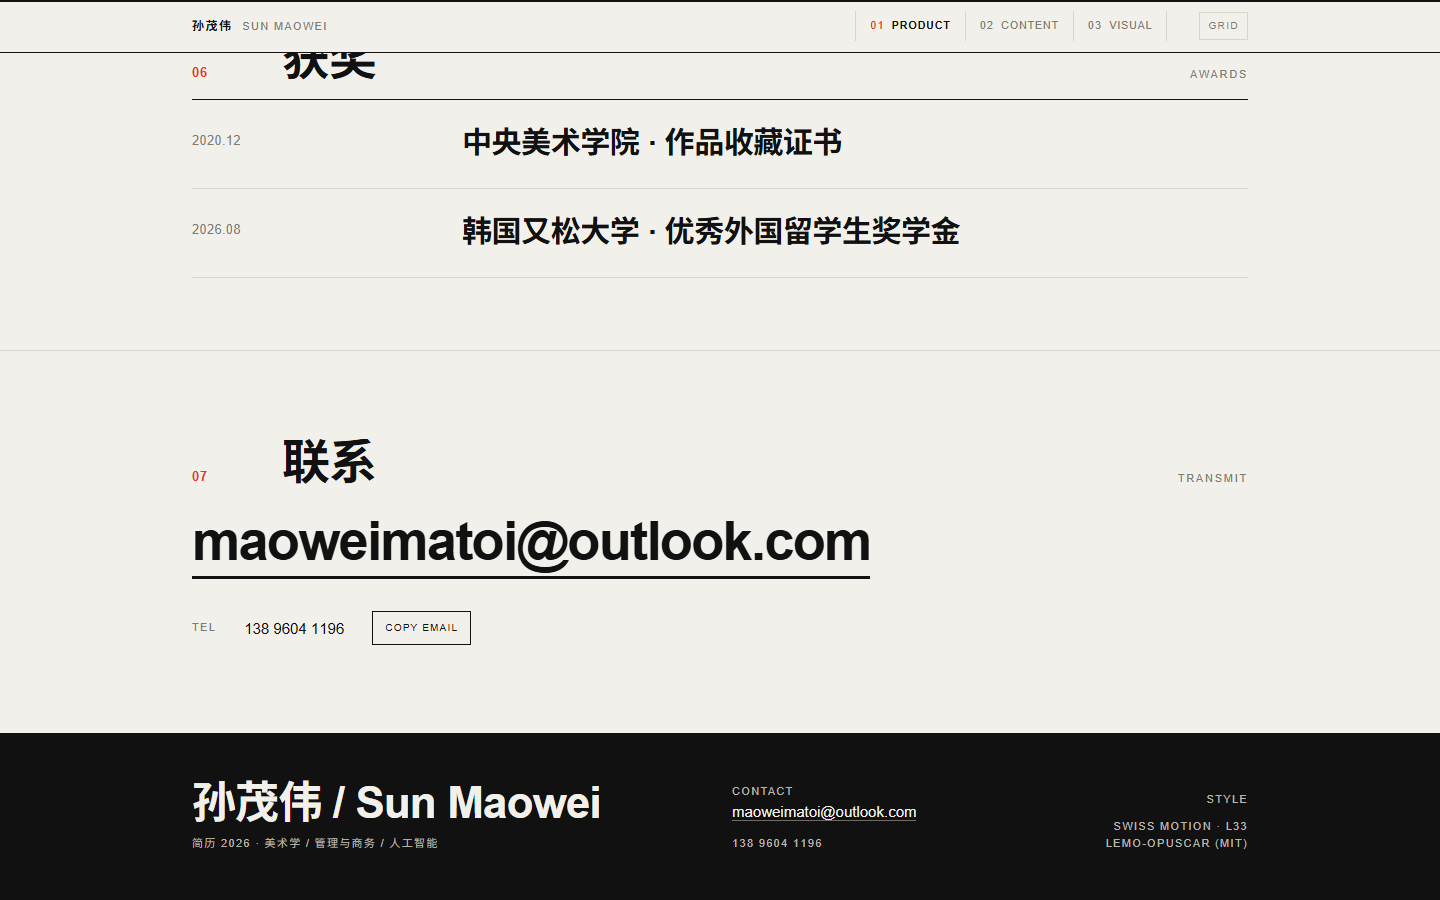 孙茂伟 SUN MAOWEI
01 PRODUCT 02 CONTENT 03 VISUAL GRID
06 获奖 AWARDS
2020.12 中央美术学院 · 作品收藏证书
2026.08 韩国又松大学 · 优秀外国留学生奖学金
07 联系 TRANSMIT
maoweimatoi@outlook.com
TEL 138 9604 1196 COPY EMAIL
孙茂伟 / Sun Maowei
简历 2026 · 美术学 / 管理与商务 / 人工智能
CONTACT
maoweimatoi@outlook.com
138 9604 1196
STYLE
SWISS MOTION · L33
LEMO-OPUSCAR (MIT)